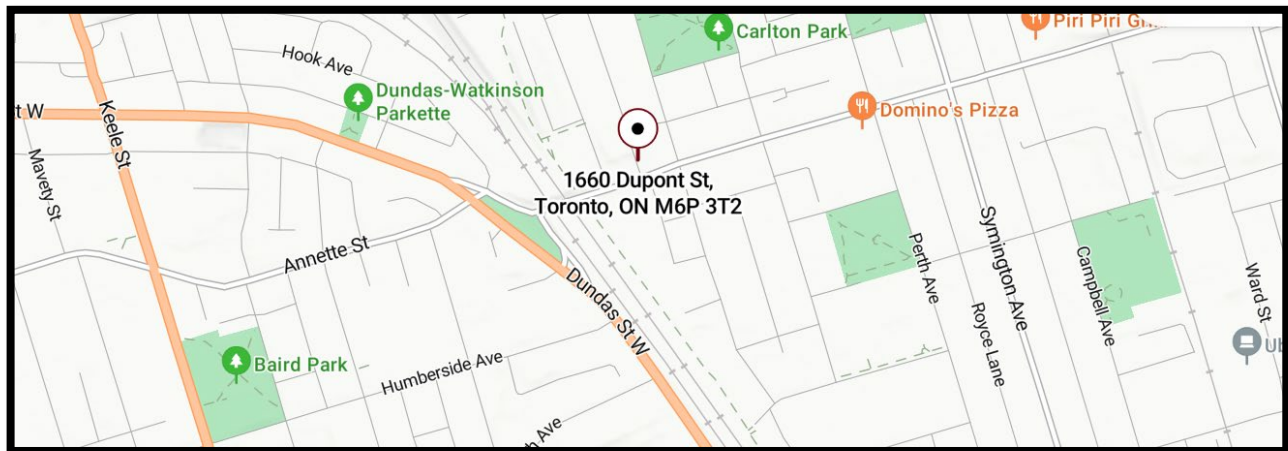 Piri Piri Gri
Carlton Park
Hook Ave
Dundas-Watkinson
Parkette
t W
Keele St
Domino's Pizza
1660 Dupont St,
Toronto, ON M6P 3T2
Mavety St
Annette St
Dundas St W
Perth Ave
Symington Ave
Campbell Ave
Ward St
Royce Lane
Baird Park
Humberside Ave
Ave